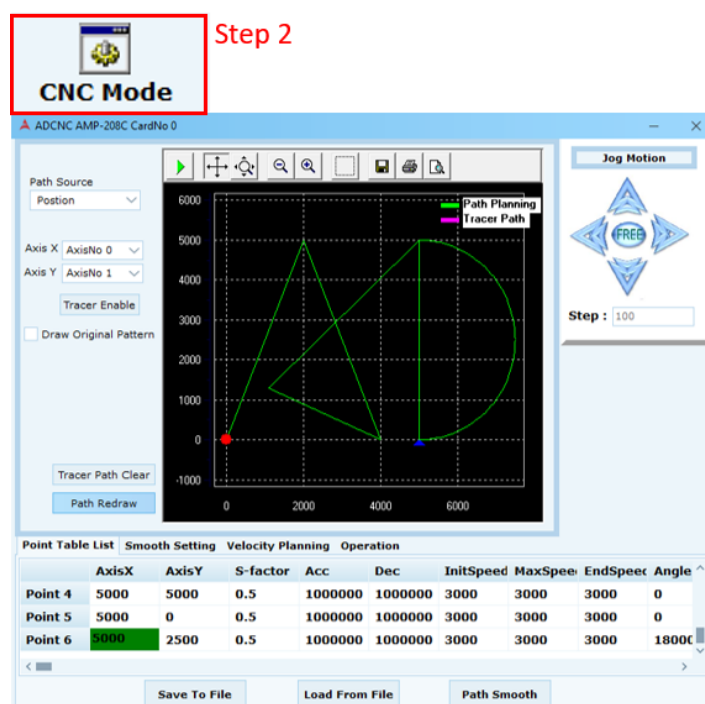 Step 2
CNC Mode
ADCNC AMP-208C CardNo 0
Path Source
Postion
Axis X AxisNo 0
Axis Y AxisNo 1
Tracer Enable
Draw Original Pattern
Tracer Path Clear
Path Redraw
Path Planning
Tracer Path
6000
5000
4000
3000
2000
1000
0
-1000
0 2000 4000 6000
Jog Motion
FREE
Step : 100
Point Table List Smooth Setting Velocity Planning Operation
AxisX AxisY S-factor Acc Dec InitSpeed MaxSpee EndSpeec Angle
Point 4 5000 5000 0.5 1000000 1000000 3000 3000 3000 0
Point 5 5000 0 0.5 1000000 1000000 3000 3000 3000 0
Point 6 5000 2500 0.5 1000000 1000000 3000 3000 3000 18000
Save To File Load From File Path Smooth